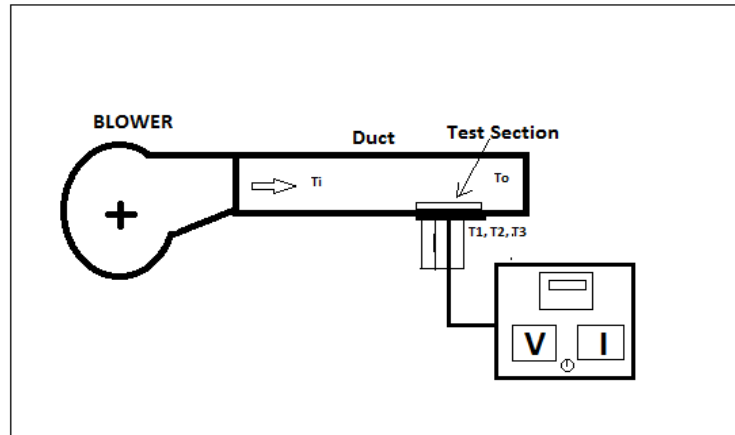 BLOWER
Duct
Test Section
Ti
To
T1, T2, .T3
V
I